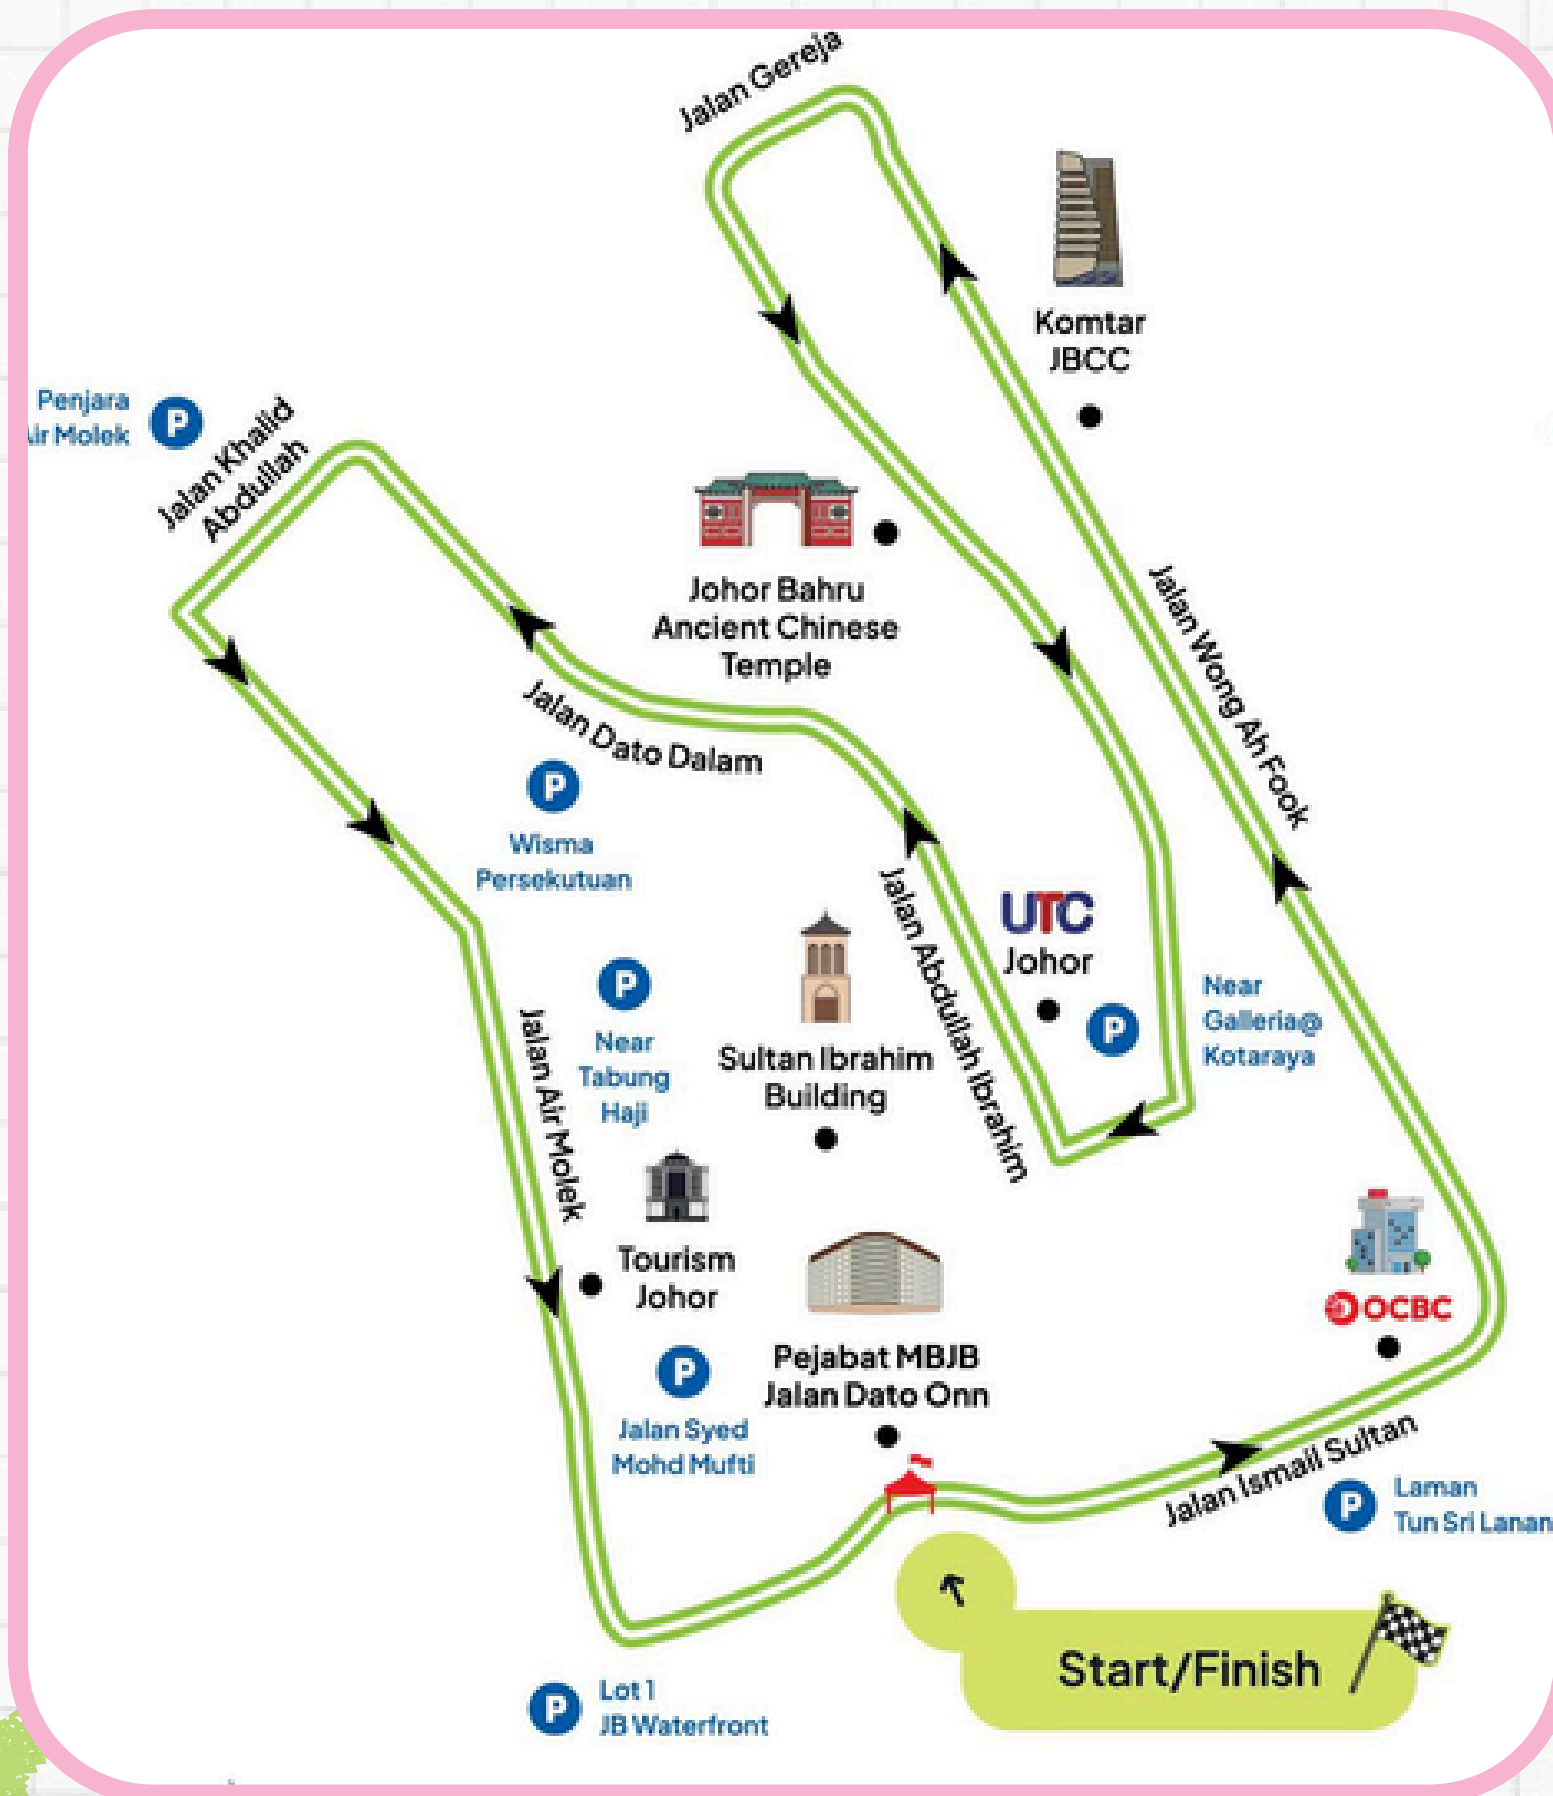 Jalan Gereja
Komtar
JBCC
Penjara
Air Molek
Jalan Khalid
Abdullah
Johor Bahru
Ancient Chinese
Temple
Jalan Wong Ah Fook
Jalan Dato Dalam
Wisma
Persekutuan
Jalan Abdullah Ibrahim
UTC
Johor
Near
Galleria@
Kotaraya
Near
Tabung
Haji
Sultan Ibrahim
Building
Jalan Air Molek
Tourism
Johor
OCBC
Pejabat MBJB
Jalan Dato Onn
Jalan Syed
Mohd Mufti
Jalan Ismail Sultan
Laman
Tun Sri Lanan
Start/Finish
Lot 1
JB Waterfront
P
P
P
P
P
P
P